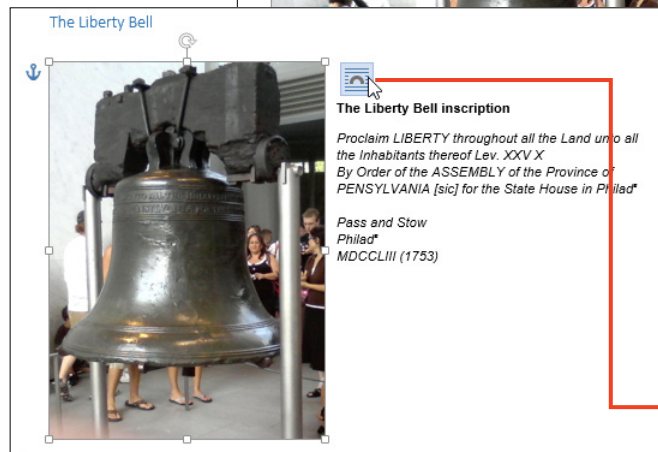 The Liberty Bell
The Liberty Bell inscription
Proclaim LIBERTY throughout all the Land unto all
the Inhabitants thereof Lev. XXV X
By Order of the ASSEMBLY of the Province of
PENSYLVANIA [sic] for the State House in Philadª
Pass and Stow
Philadª
MDCCLIII (1753)